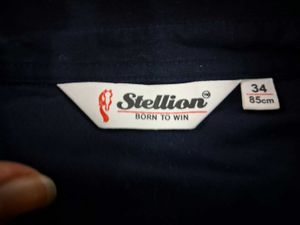 Stellion
BORN TO WIN
34
85cm